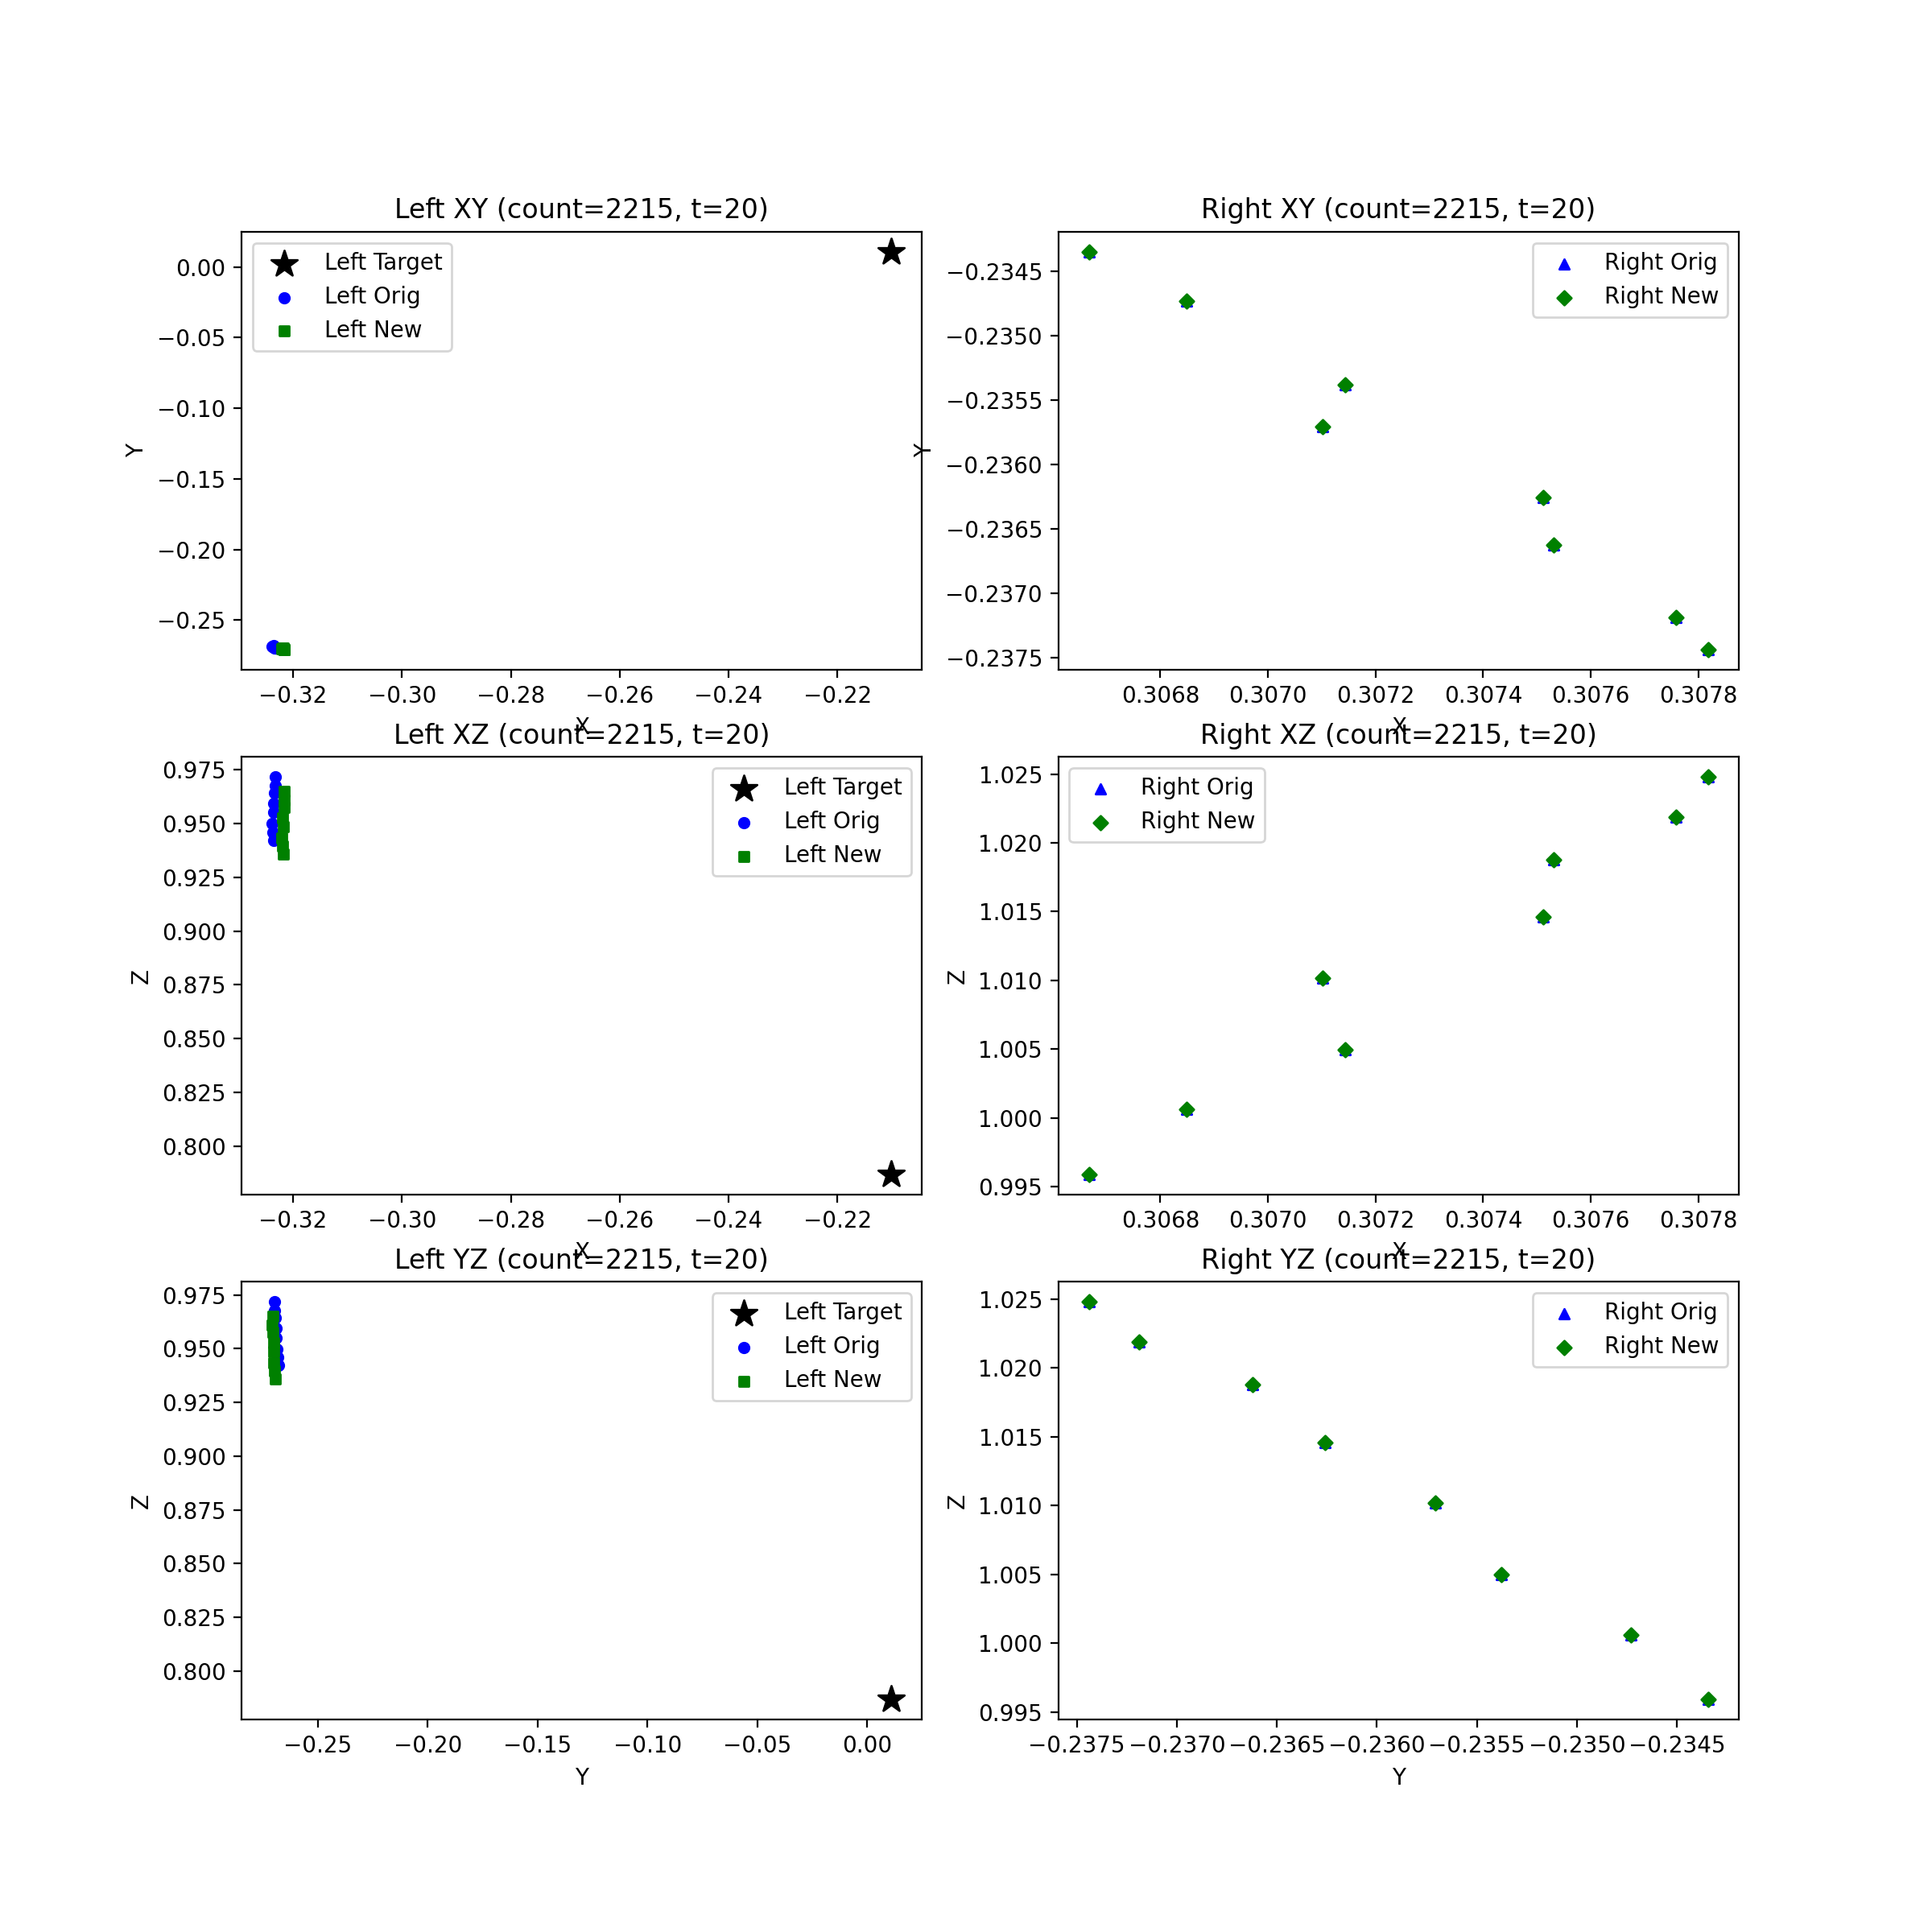 Left XY (count=2215, t=20)
Left Target
Left Orig
Left New
0.00
−0.05
−0.10
−0.15
−0.20
−0.25
Y
−0.32
−0.30
−0.28
−0.26
−0.24
−0.22
X
Right XY (count=2215, t=20)
Right Orig
Right New
−0.2345
−0.2350
−0.2355
−0.2360
−0.2365
−0.2370
−0.2375
Y
0.3068
0.3070
0.3072
0.3074
0.3076
0.3078
X
Left XZ (count=2215, t=20)
Left Target
Left Orig
Left New
0.975
0.950
0.925
0.900
0.875
0.850
0.825
0.800
Z
−0.32
−0.30
−0.28
−0.26
−0.24
−0.22
X
Right XZ (count=2215, t=20)
Right Orig
Right New
1.025
1.020
1.015
1.010
1.005
1.000
0.995
Z
0.3068
0.3070
0.3072
0.3074
0.3076
0.3078
X
Left YZ (count=2215, t=20)
Left Target
Left Orig
Left New
0.975
0.950
0.925
0.900
0.875
0.850
0.825
0.800
Z
−0.25
−0.20
−0.15
−0.10
−0.05
0.00
Y
Right YZ (count=2215, t=20)
Right Orig
Right New
1.025
1.020
1.015
1.010
1.005
1.000
0.995
Z
−0.2375
−0.2370
−0.2365
−0.2360
−0.2355
−0.2350
−0.2345
Y